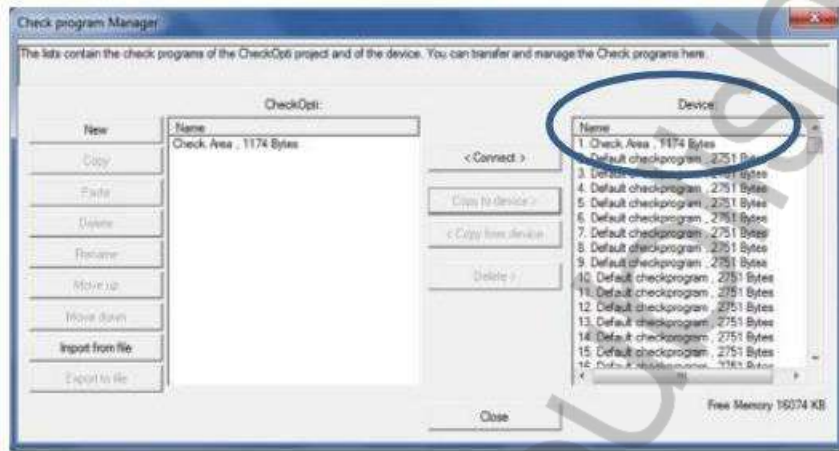 Check program Manager
The lists contain the check programs of the CheckOpti project and of the device. You can transfer and manage the Check programs here.
CheckOpti:
Device:
New
Copy
Paste
Delete
Rename
Move up
Move down
Import from file
Export to file
Name
Check Area , 1174 Bytes
< Connect >
Copy to device >
< Copy from device
Delete >
Close
Name
1. Check Area , 1174 Bytes
2. Default checkprogram , 2751 Bytes
3. Default checkprogram , 2751 Bytes
4. Default checkprogram , 2751 Bytes
5. Default checkprogram , 2751 Bytes
6. Default checkprogram , 2751 Bytes
7. Default checkprogram , 2751 Bytes
8. Default checkprogram , 2751 Bytes
9. Default checkprogram , 2751 Bytes
10. Default checkprogram , 2751 Bytes
11. Default checkprogram , 2751 Bytes
12. Default checkprogram , 2751 Bytes
13. Default checkprogram , 2751 Bytes
14. Default checkprogram , 2751 Bytes
15. Default checkprogram , 2751 Bytes
16. Default checkprogram , 2751 Bytes
Free Memory 16074 KB